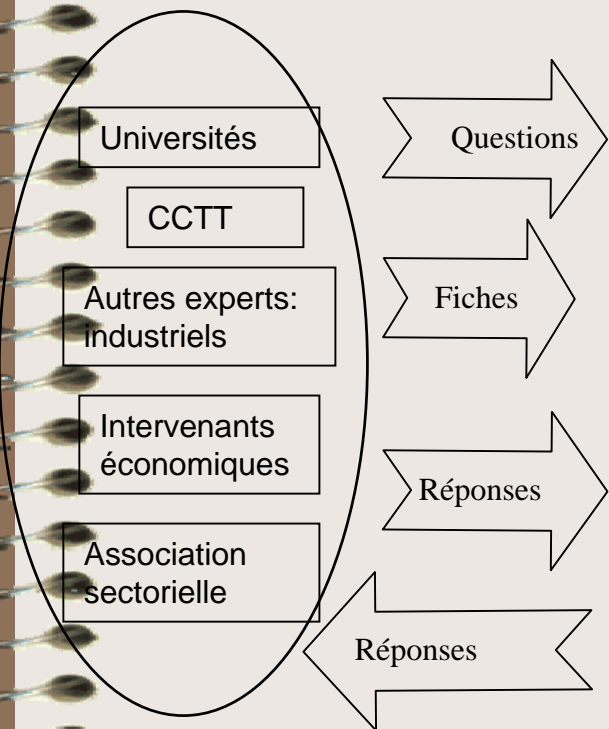 Universités
CCTT
Autres experts:
industriels
Intervenants
économiques
Association
sectorielle
Questions
Fiches
Réponses
Réponses